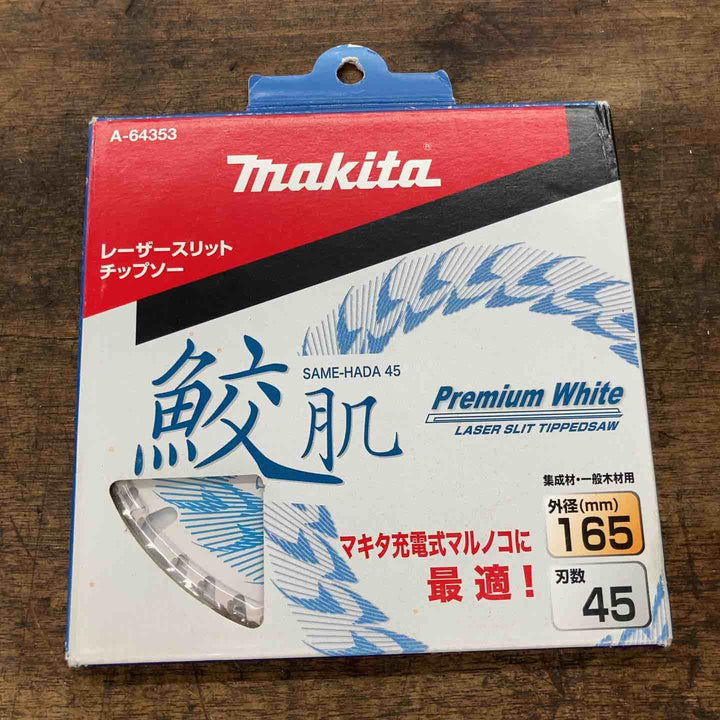 A-64353
makita®
レーザースリット
チップソー
SAME-HADA 45
鮫肌
Premium White
LASER SLIT TIPPEDSAW
集成材・一般木材用
外径(mm)
165
マキタ充電式マルノコに
最適！
刃数
45